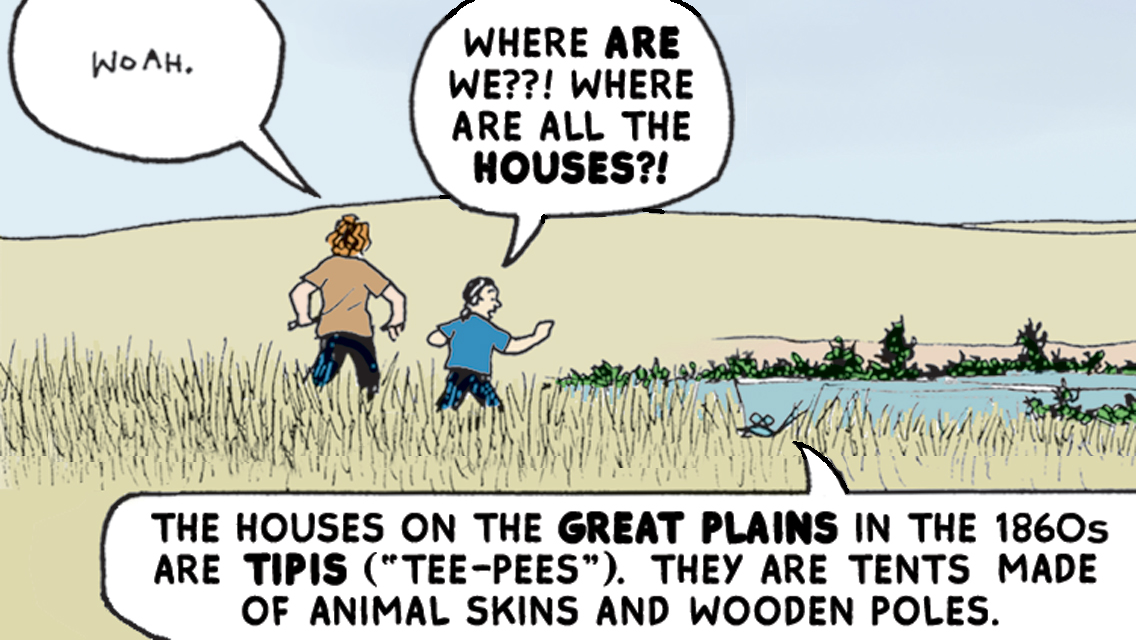 WOAH.
WHERE ARE
WE??! WHERE
ARE ALL THE
HOUSES?!
THE HOUSES ON THE GREAT PLAINS IN THE 1860s
ARE TIPIS ("TEE-PEES"). THEY ARE TENTS MADE
OF ANIMAL SKINS AND WOODEN POLES.